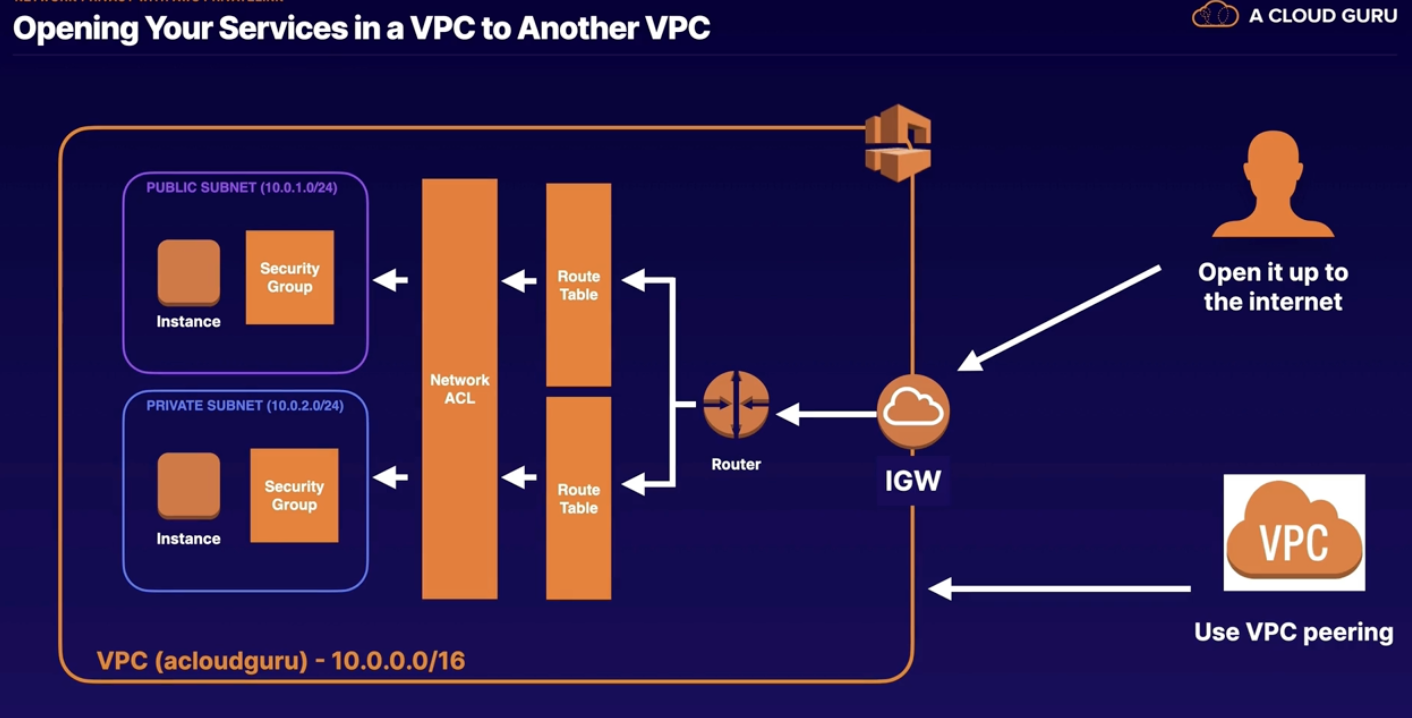 Opening Your Services in a VPC to Another VPC
A CLOUD GURU
PUBLIC SUBNET (10.0.1.0/24)
Instance
Security
Group
PRIVATE SUBNET (10.0.2.0/24)
Instance
Security
Group
Network
ACL
Route
Table
Route
Table
Router
IGW
Open it up to
the internet
VPC
Use VPC peering
VPC (acloudguru) - 10.0.0.0/16